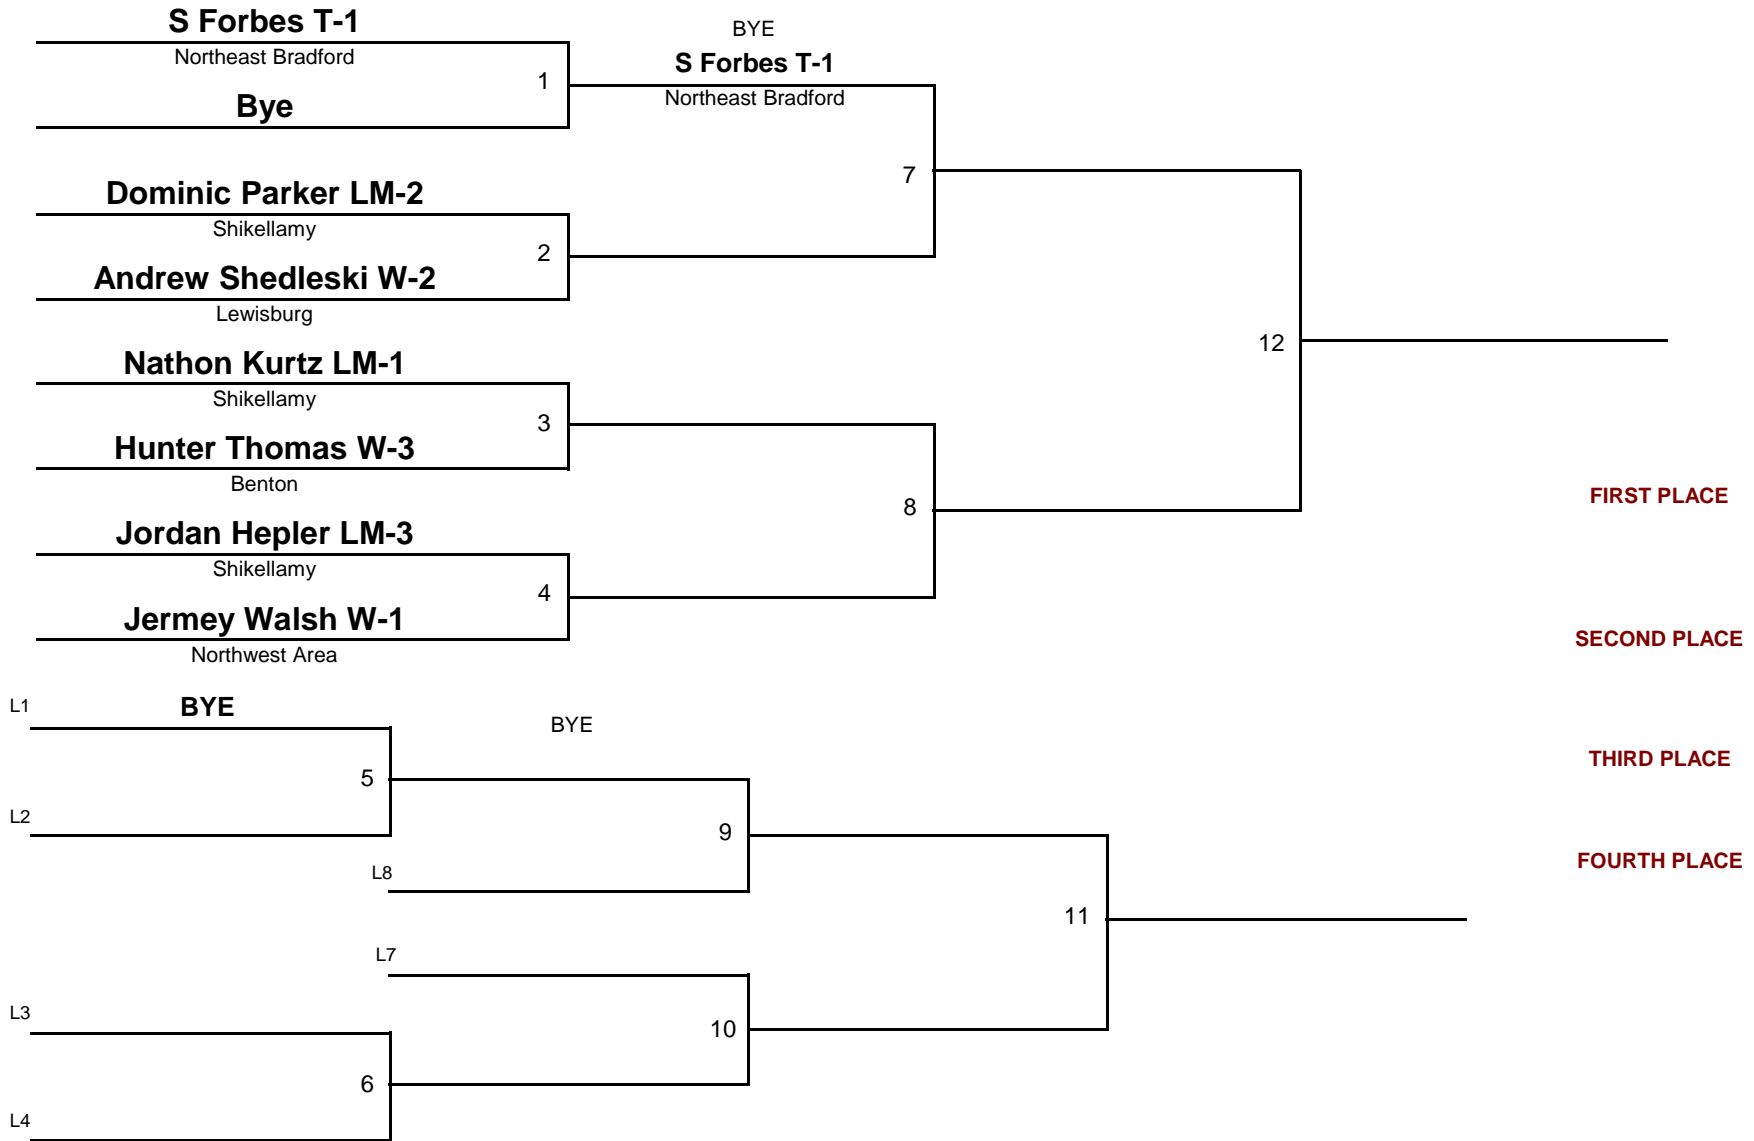 S Forbes T-1
Northeast Bradford
1
Bye
BYE
S Forbes T-1
Northeast Bradford
7
Dominic Parker LM-2
Shikellamy
2
Andrew Shedleski W-2
Lewisburg
12
Nathon Kurtz LM-1
Shikellamy
3
Hunter Thomas W-3
Benton
8
FIRST PLACE
Jordan Hepler LM-3
Shikellamy
4
Jermey Walsh W-1
Northwest Area
SECOND PLACE
L1
BYE
BYE
5
THIRD PLACE
L2
9
L8
FOURTH PLACE
11
L7
L3
10
6
L4